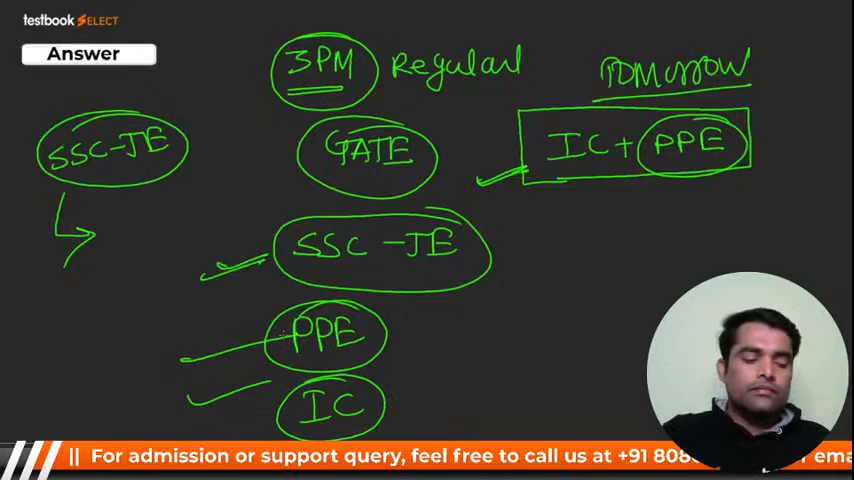 testbook SELECT
Answer
3PM Regular
Tomorrow
SSC-JE
GATE
IC + PPE
SSC-JE
PPE
IC
|| For admission or support query, feel free to call us at +91 808